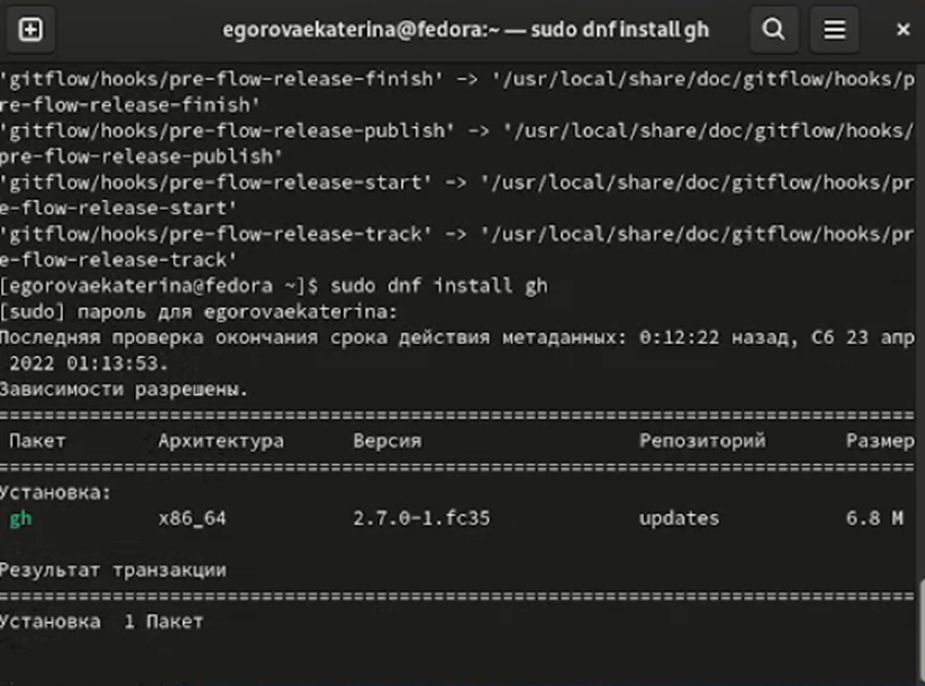 egorovaekaterina@fedora:~ — sudo dnf install gh
'gitflow/hooks/pre-flow-release-finish' -> '/usr/local/share/doc/gitflow/hooks/p
re-flow-release-finish'
'gitflow/hooks/pre-flow-release-publish' -> '/usr/local/share/doc/gitflow/hooks/
pre-flow-release-publish'
'gitflow/hooks/pre-flow-release-start' -> '/usr/local/share/doc/gitflow/hooks/pr
e-flow-release-start'
'gitflow/hooks/pre-flow-release-track' -> '/usr/local/share/doc/gitflow/hooks/pr
e-flow-release-track'
[egorovaekaterina@fedora ~]$ sudo dnf install gh
[sudo] пароль для egorovaekaterina:
Последняя проверка окончания срока действия метаданных: 0:12:22 назад, Сб 23 апр
 2022 01:13:53.
Зависимости разрешены.
================================================================================
 Пакет        Архитектура      Версия                   Репозиторий       Размер
================================================================================
Установка:
 gh           x86_64           2.7.0-1.fc35             updates           6.8 M
Результат транзакции
================================================================================
Установка  1 Пакет